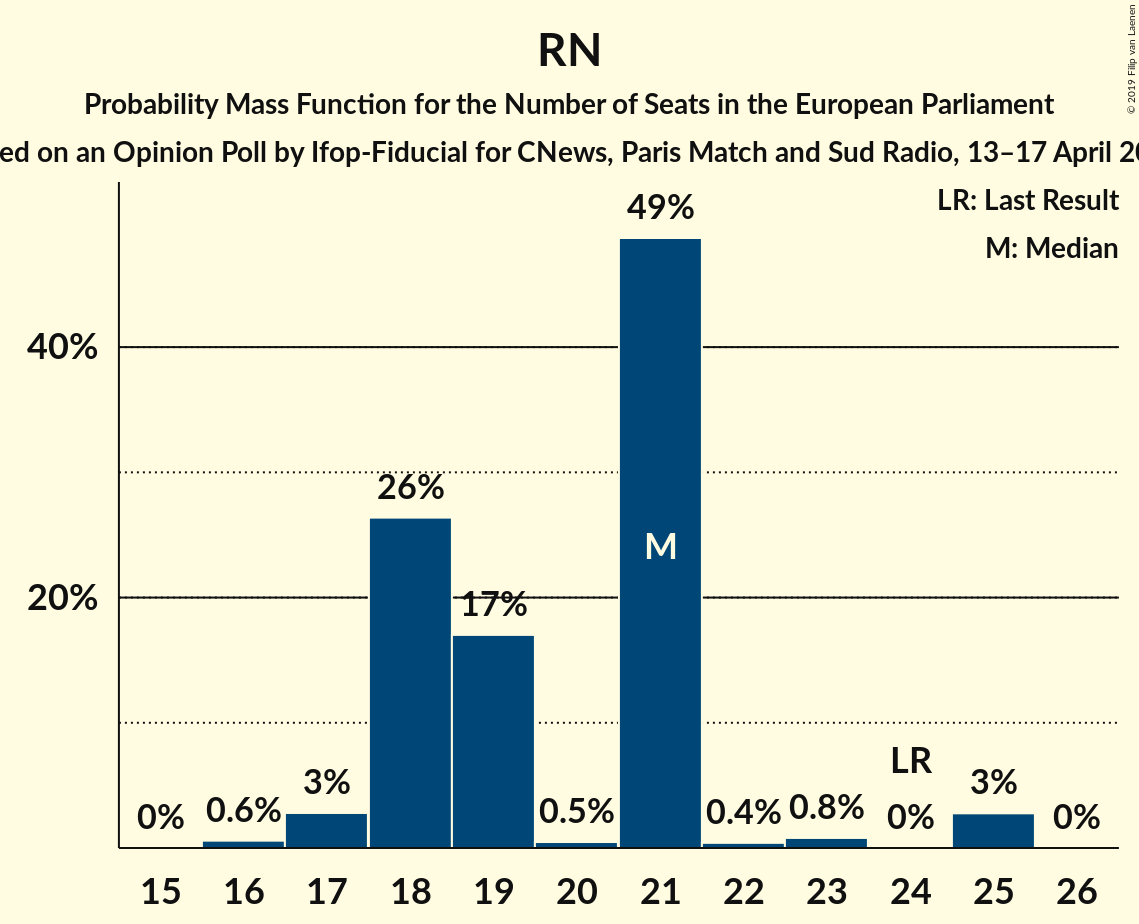 RN
Probability Mass Function for the Number of Seats in the European Parliament
ed on an Opinion Poll by Ifop-Fiducial for CNews, Paris Match and Sud Radio, 13–17 April 20
© 2019 Filip van Laenen
LR: Last Result
M: Median
40%
20%
0%
0.6%
3%
26%
17%
0.5%
49%
M
0.4%
0.8%
LR
0%
3%
0%
15 16 17 18 19 20 21 22 23 24 25 26